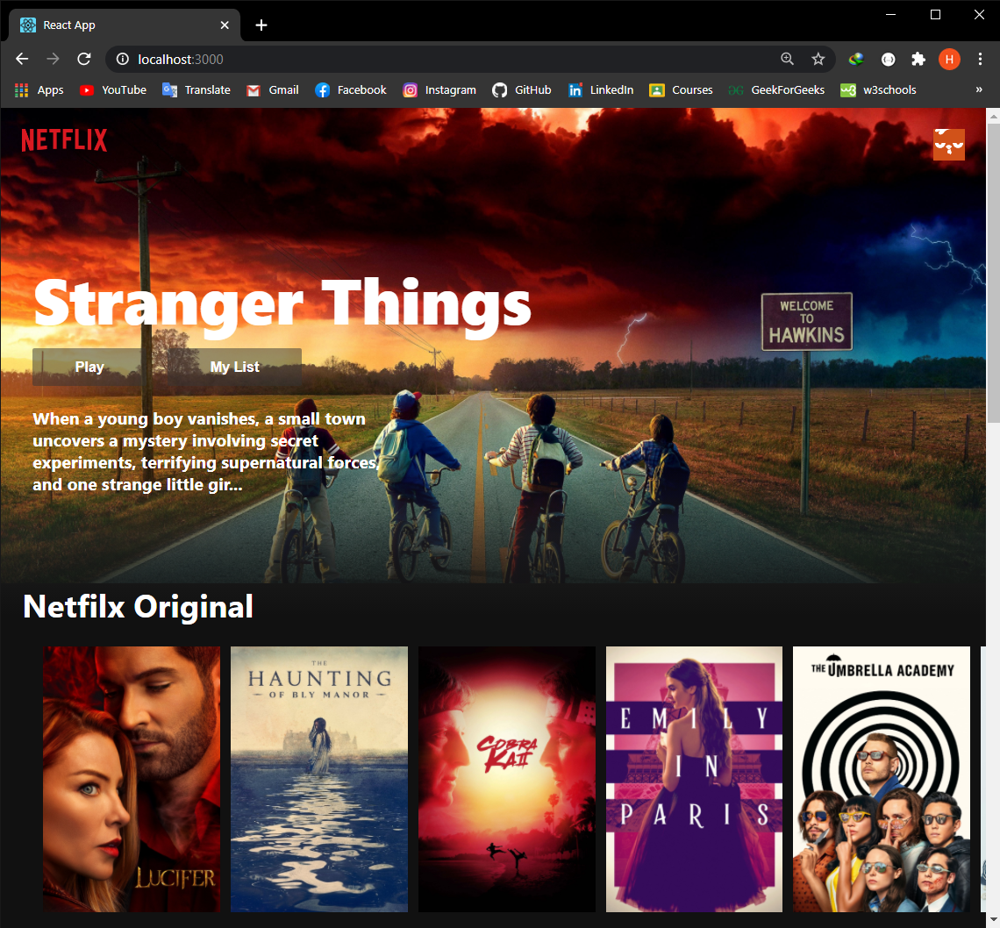 React App
localhost:3000
H
Apps YouTube Translate Gmail Facebook Instagram GitHub LinkedIn Courses GeekForGeeks w3schools »
NETFLIX
Stranger Things
WELCOME
TO
HAWKINS
Play My List
When a young boy vanishes, a small town
uncovers a mystery involving secret
experiments, terrifying supernatural forces,
and one strange little gir...
Netfilx Original
LUCIFER
THE
HAUNTING
OF BLY MANOR
COBRA
KAII
EMILY
IN
PARIS
THE UMBRELLA ACADEMY